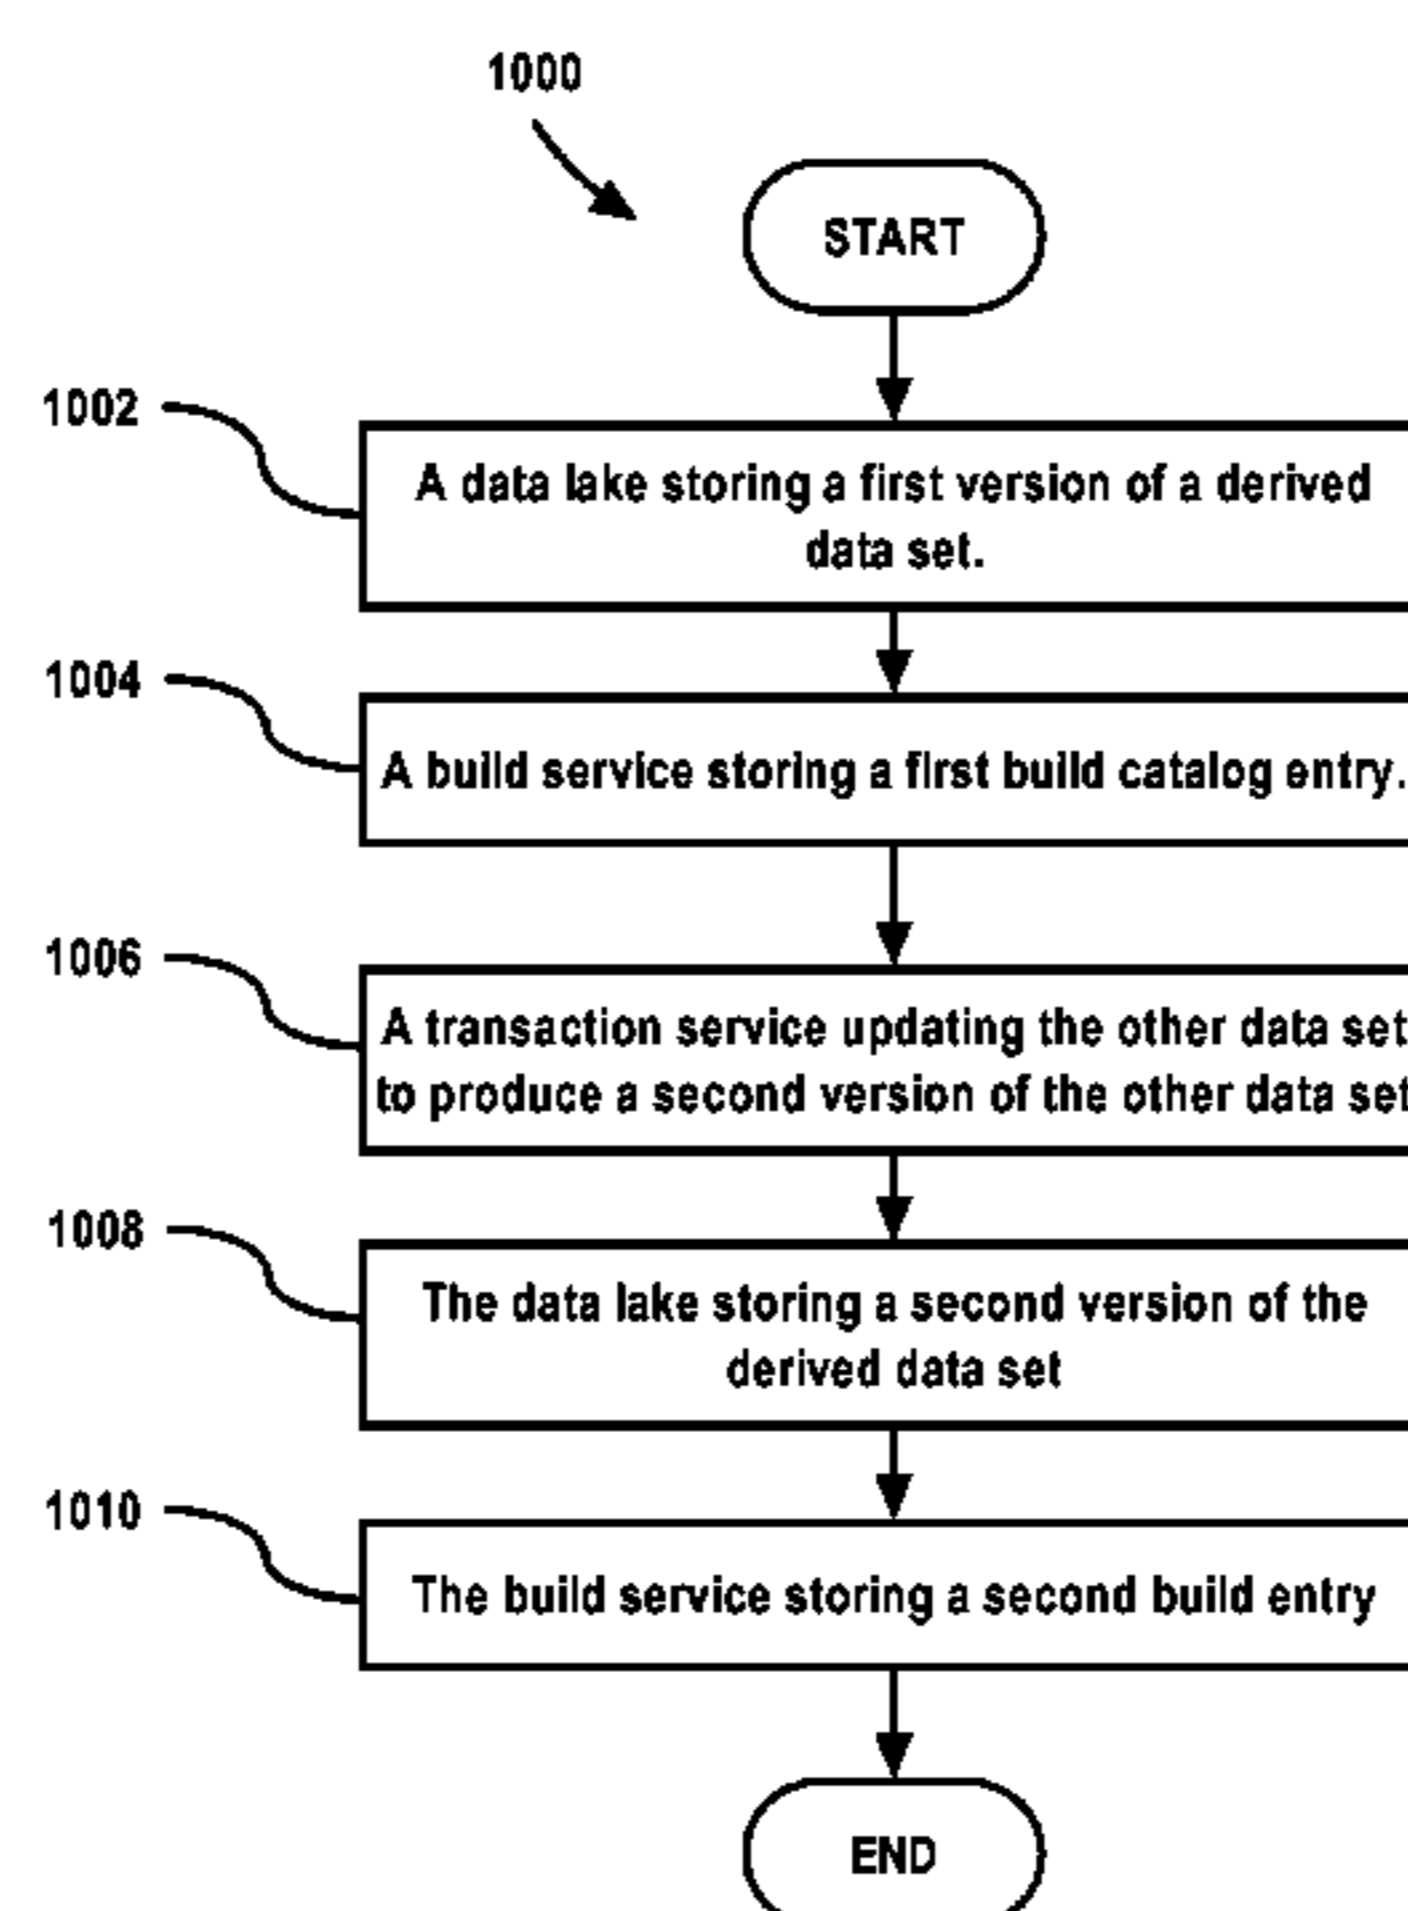 1000
START
1002
A data lake storing a first version of a derived
data set.
1004
A build service storing a first build catalog entry.
1006
A transaction service updating the other data set
to produce a second version of the other data set
1008
The data lake storing a second version of the
derived data set
1010
The build service storing a second build entry
END